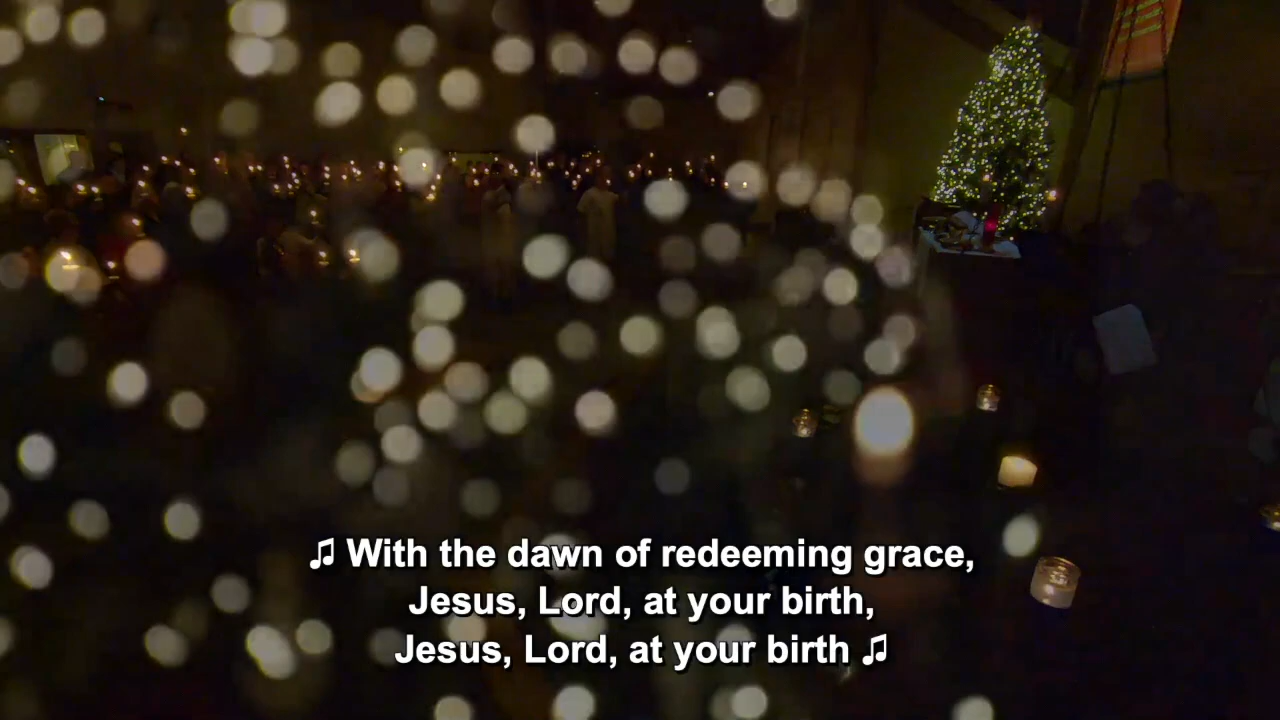 ♫ With the dawn of redeeming grace,
Jesus, Lord, at your birth,
Jesus, Lord, at your birth ♫